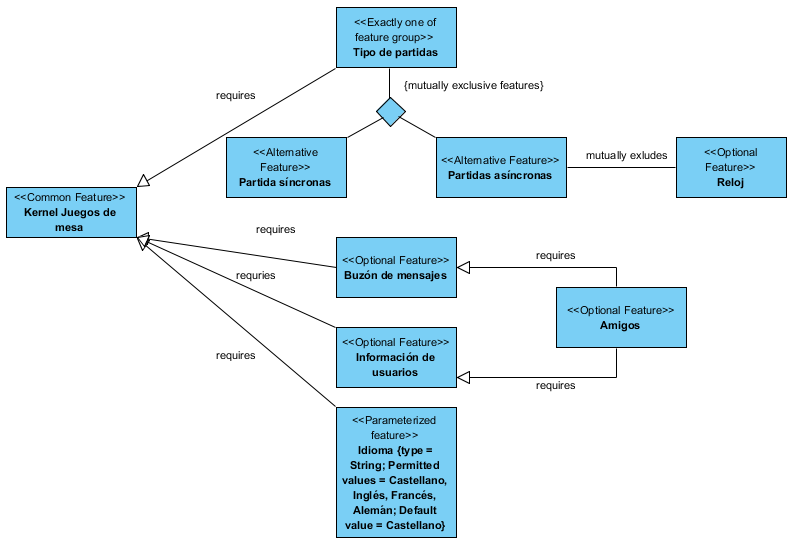 <<Exactly one of
feature group>>
Tipo de partidas
{mutually exclusive features}
requires
<<Alternative
Feature>>
Partida síncronas
<<Alternative Feature>>
Partidas asíncronas
mutually exludes
<<Optional
Feature>>
Reloj
<<Common Feature>>
Kernel Juegos de
mesa
requires
<<Optional Feature>>
Buzón de mensajes
requires
requries
<<Optional Feature>>
Amigos
<<Optional Feature>>
Información de
usuarios
requires
requires
<<Parameterized
feature>>
Idioma {type =
String; Permitted
values = Castellano,
Inglés, Francés,
Alemán; Default
value = Castellano}